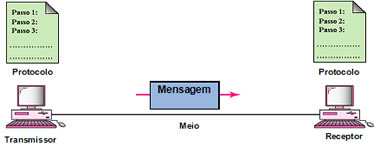 Passo 1:
Passo 2:
Passo 3:
........................
........................
Protocolo
Passo 1:
Passo 2:
Passo 3:
........................
........................
Protocolo
Mensagem
Meio
Transmissor
Receptor